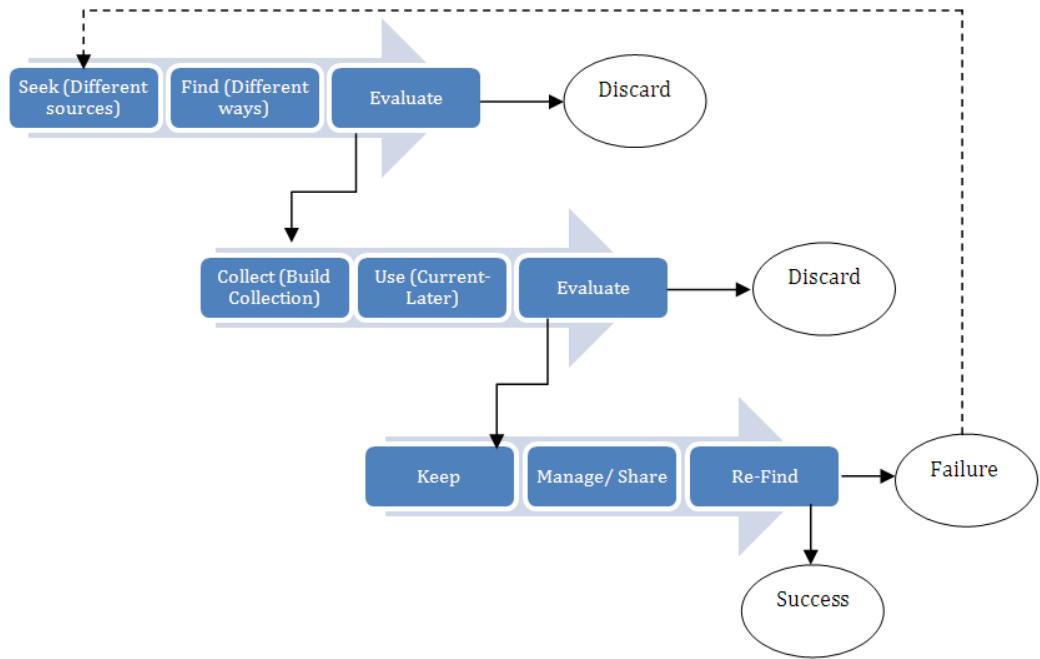 Seek (Different
sources)
Find (Different
ways)
Evaluate
Discard
Collect (Build
Collection)
Use (Current-
Later)
Evaluate
Discard
Keep
Manage/ Share
Re-Find
Failure
Success